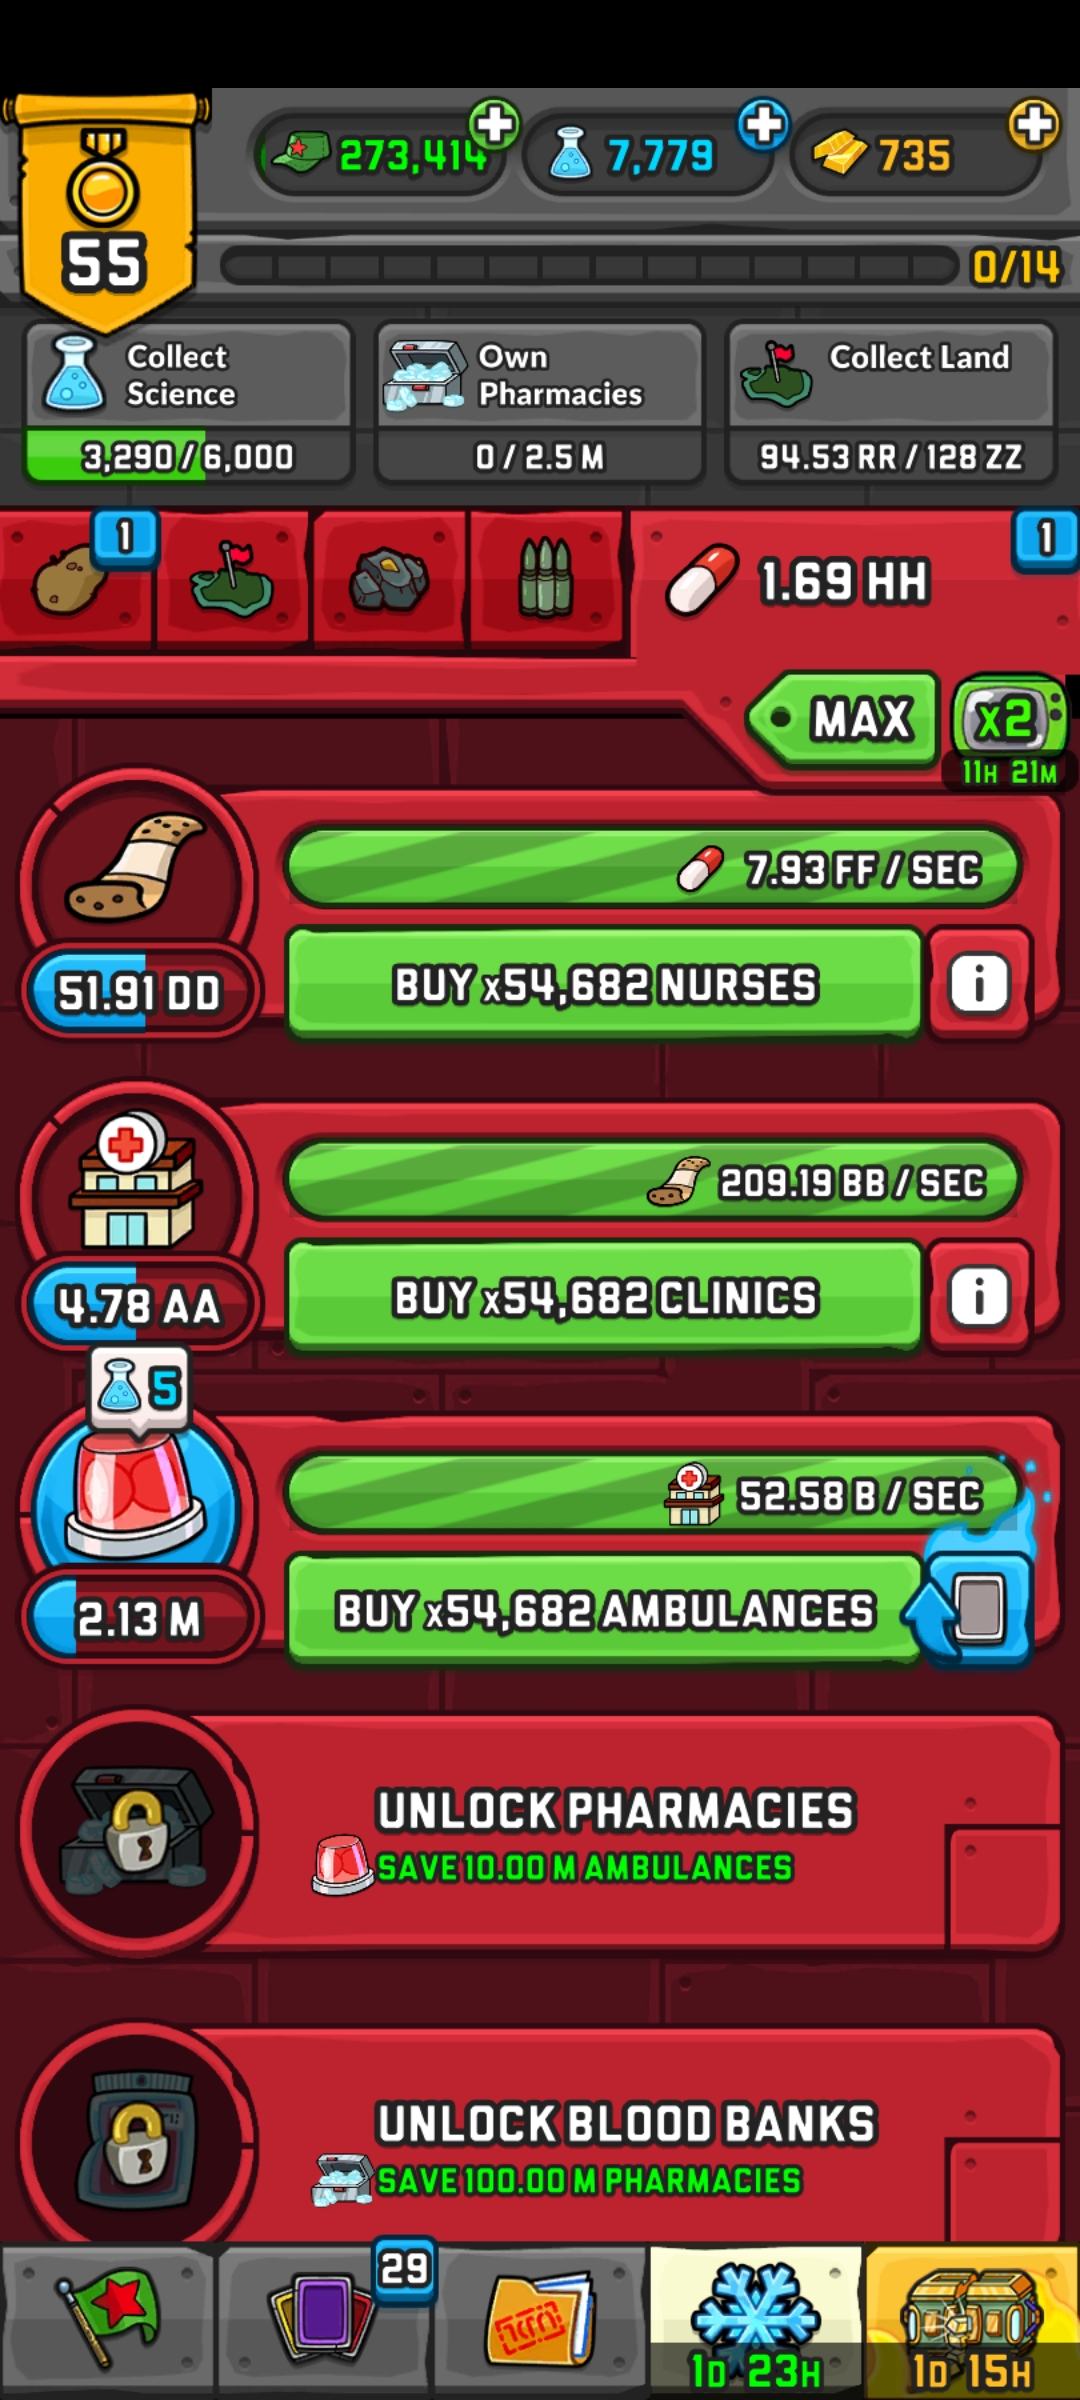 55
273,414
7,779
735
0/14
Collect
Science
3,290/6,000
Own
Pharmacies
0/2.5 M
Collect Land
94.53 RR/128 ZZ
1
1.69 HH
1
MAX
x2
11H 21M
7.93 FF/SEC
51.91 DD
BUY x54,682 NURSES
i
209.19 BB/SEC
4.78 AA
BUY x54,682 CLINICS
i
5
52.58 B/SEC
2.13 M
BUY x54,682 AMBULANCES
UNLOCK PHARMACIES
SAVE 10.00 M AMBULANCES
UNLOCK BLOOD BANKS
SAVE 100.00 M PHARMACIES
29
1D 23H
1D 15H